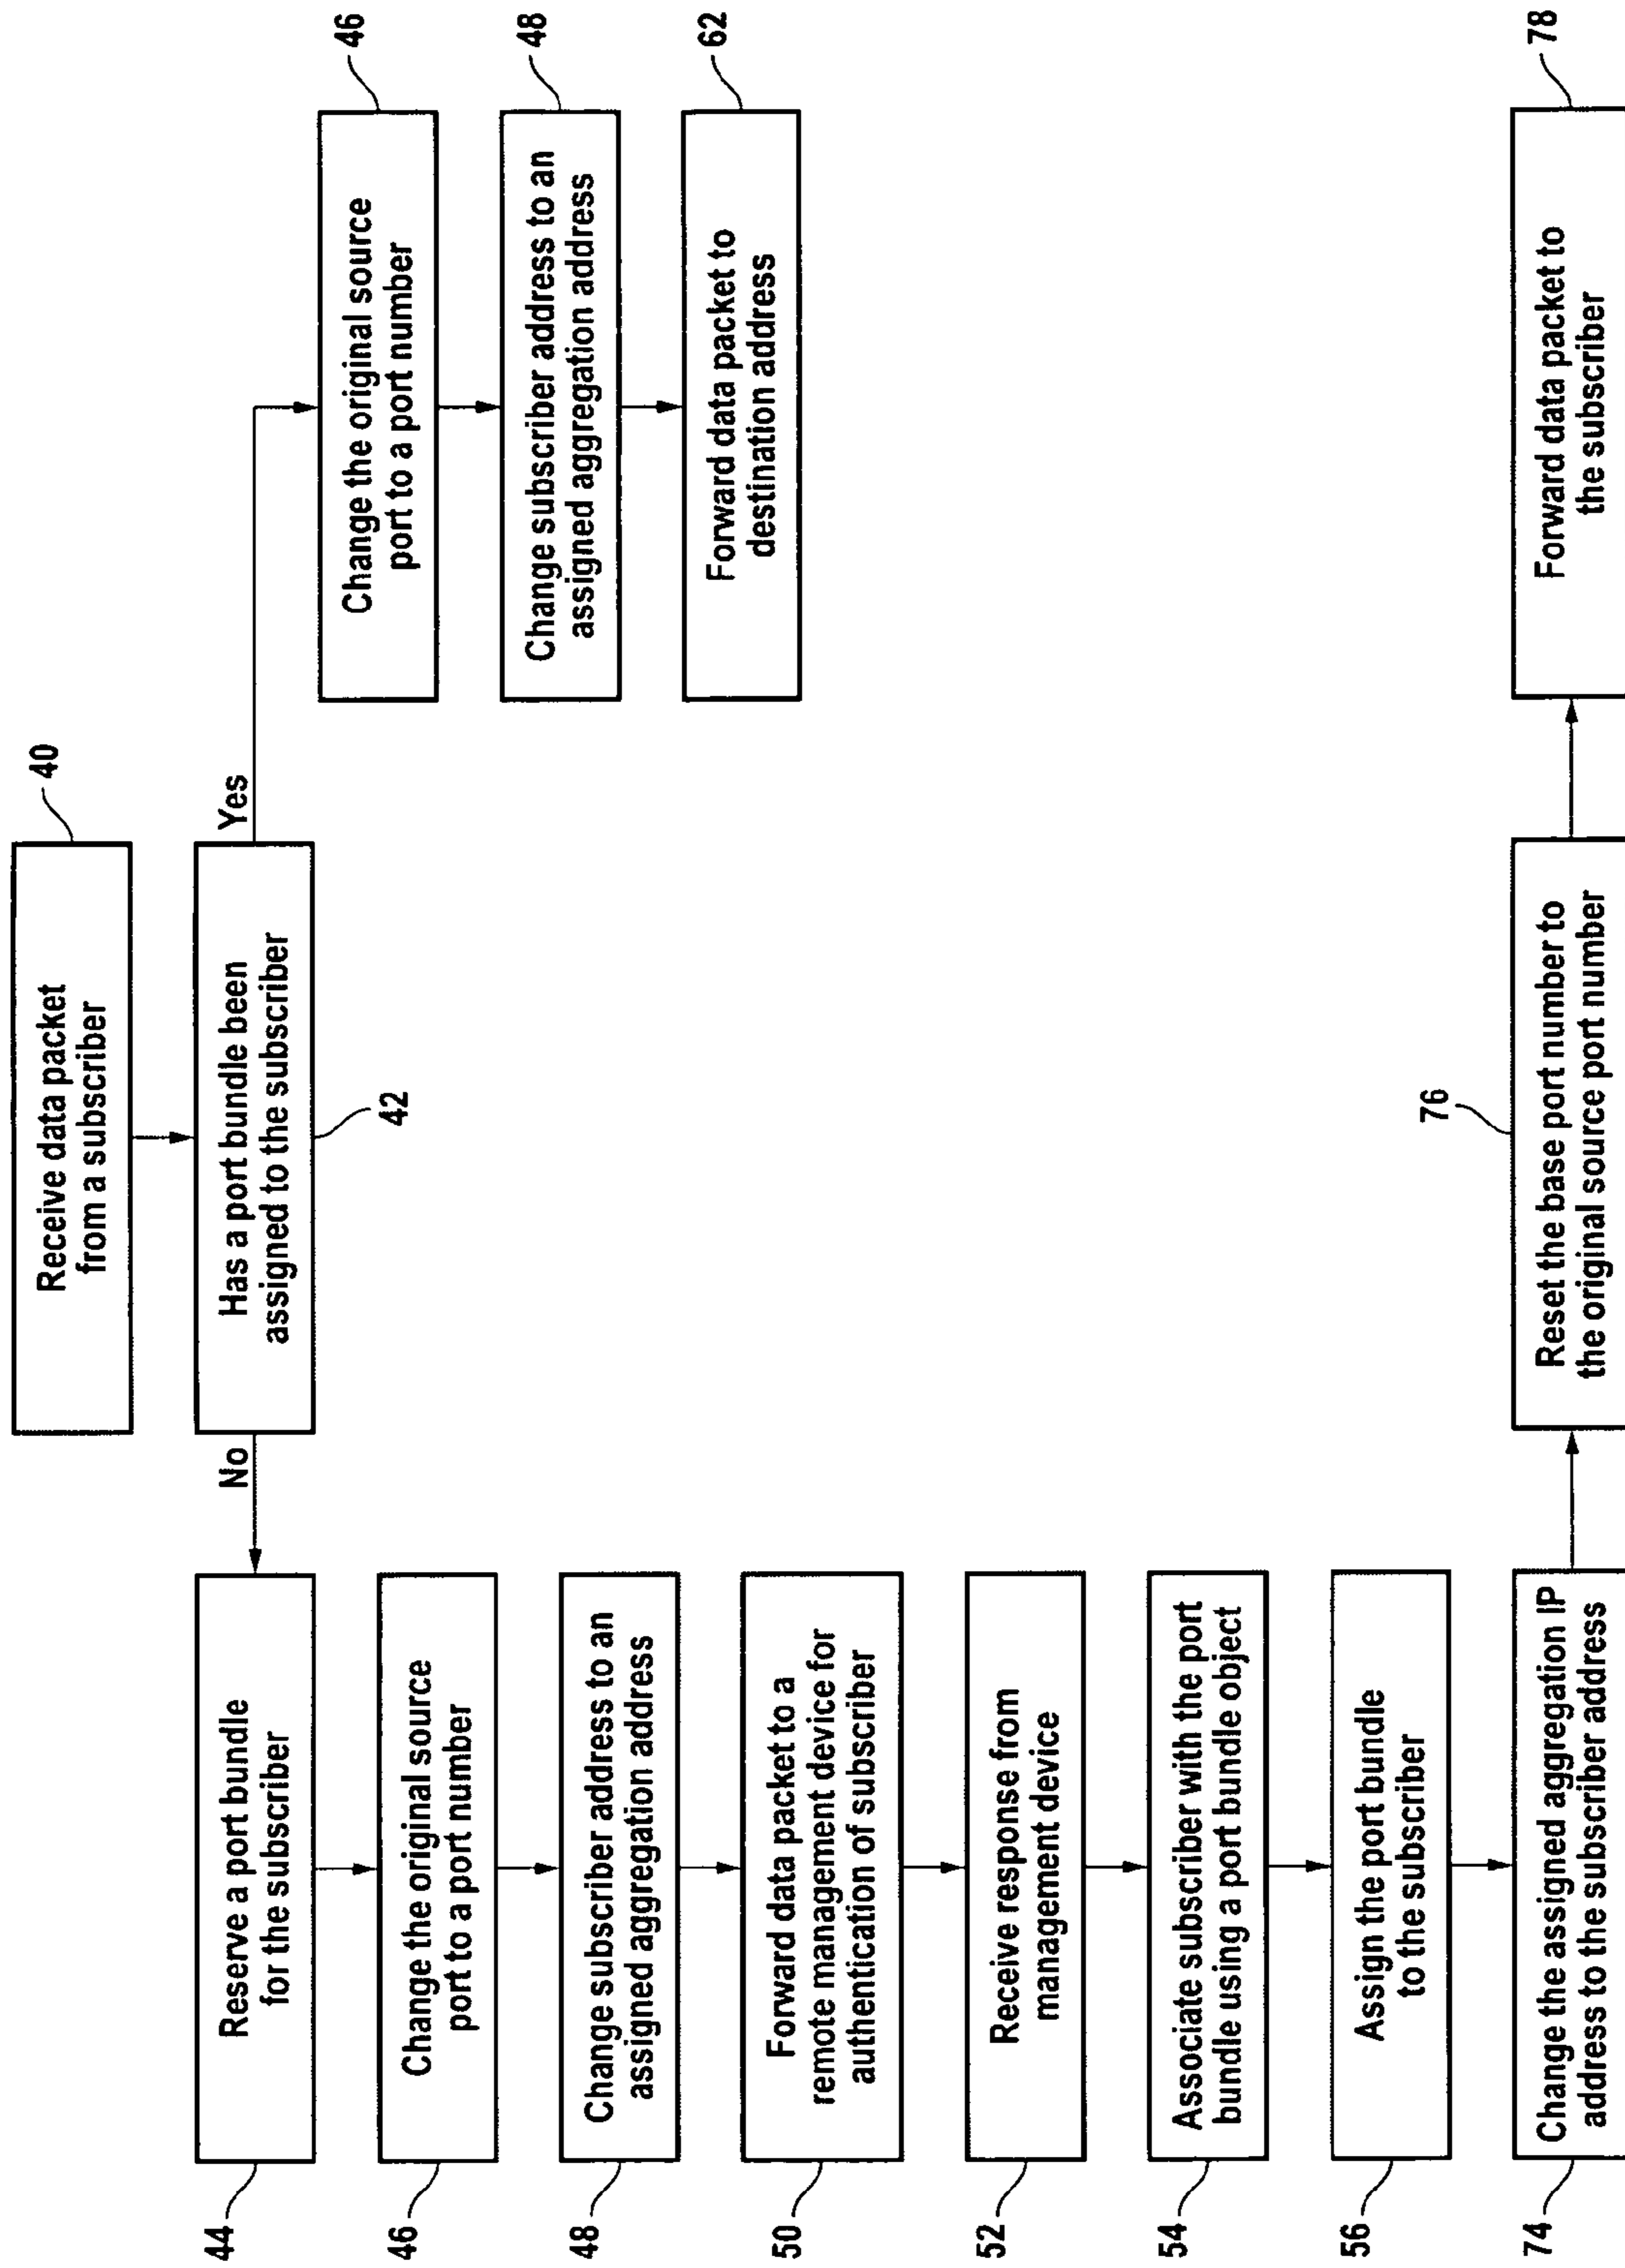 Receive data packet
from a subscriber
40
Has a port bundle been
assigned to the subscriber
42
No
Yes
Reserve a port bundle
for the subscriber
44
Change the original source
port to a port number
46
Change subscriber address to an
assigned aggregation address
48
Forward data packet to a
remote management device for
authentication of subscriber
50
Receive response from
management device
52
Associate subscriber with the port
bundle using a port bundle object
54
Assign the port bundle
to the subscriber
56
Change the assigned aggregation IP
address to the subscriber address
74
Reset the base port number to
the original source port number
76
Forward data packet to
the subscriber
78
Change the original source
port to a port number
46
Change subscriber address to an
assigned aggregation address
48
Forward data packet to
destination address
62